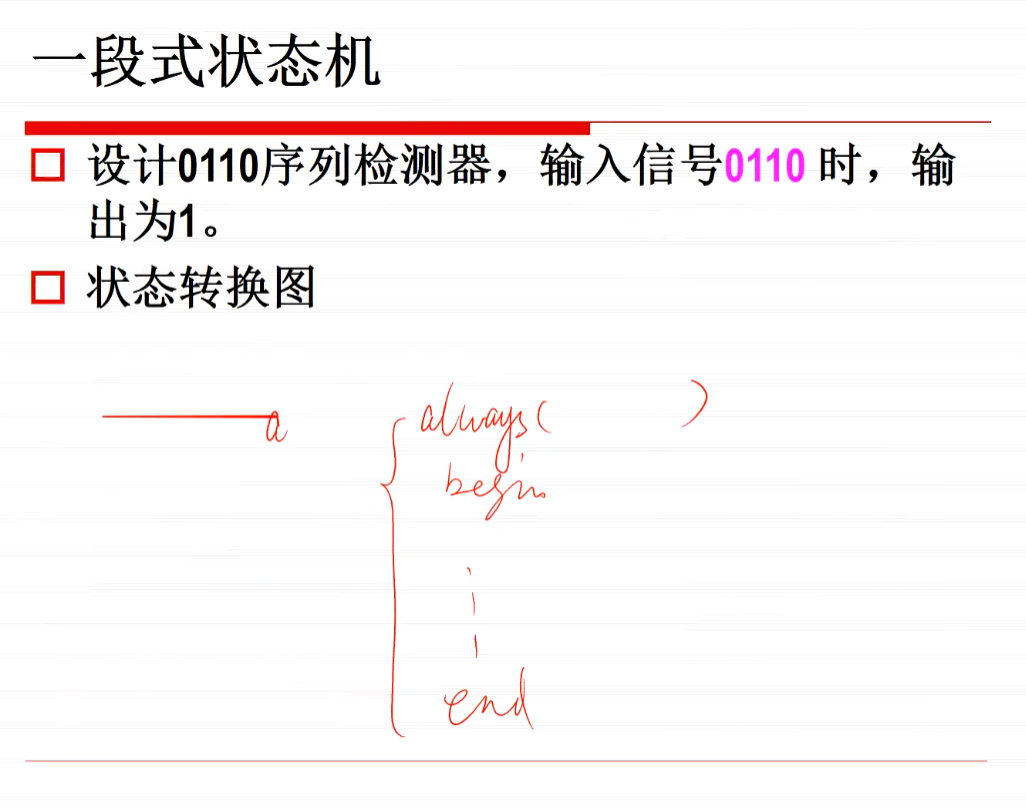 一段式状态机
设计0110序列检测器，输入信号0110 时，输
出为1。
状态转换图
a
always( )
begin
end